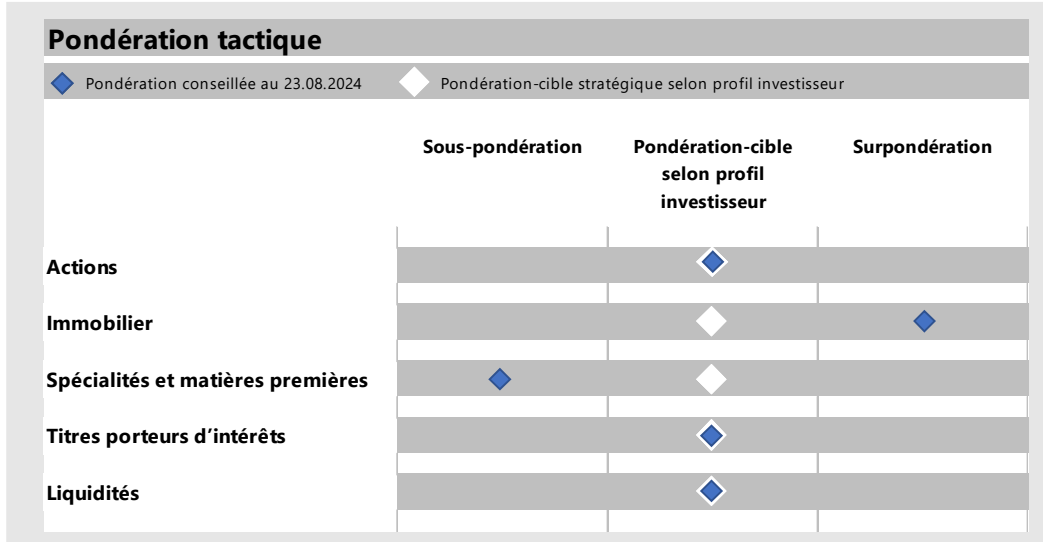 Pondération tactique
Pondération conseillée au 23.08.2024 Pondération-cible stratégique selon profil investisseur
Sous-pondération Pondération-cible Surpondération
selon profil
investisseur
Actions
Immobilier
Spécialités et matières premières
Titres porteurs d’intérêts
Liquidités